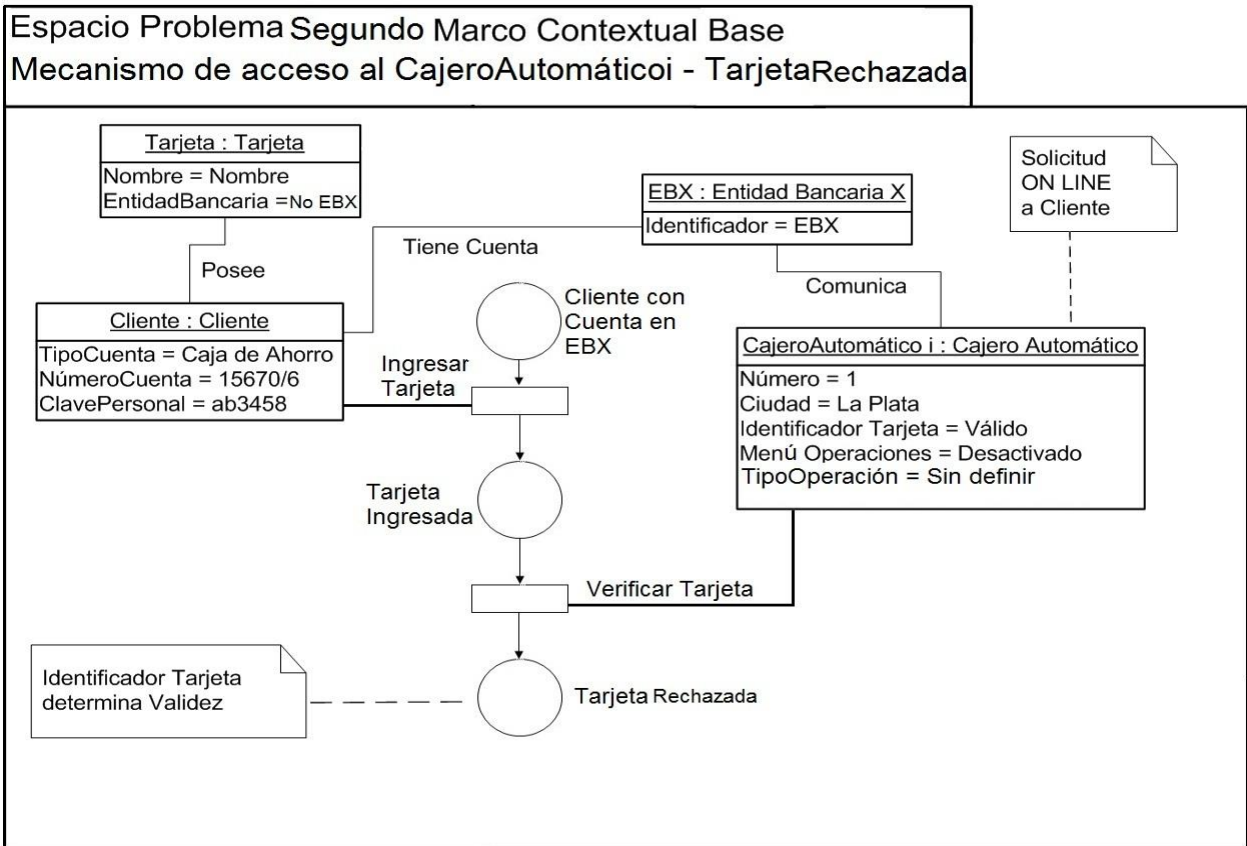 Espacio Problema Segundo Marco Contextual Base
Mecanismo de acceso al CajeroAutomáticoi - TarjetaRechazada
Tarjeta : Tarjeta
Nombre = Nombre
EntidadBancaria =No EBX
Solicitud
ON LINE
a Cliente
EBX : Entidad Bancaria X
Identificador = EBX
Tiene Cuenta
Posee
Comunica
Cliente : Cliente
TipoCuenta = Caja de Ahorro
NúmeroCuenta = 15670/6
ClavePersonal = ab3458
Cliente con
Cuenta en
EBX
Ingresar
Tarjeta
CajeroAutomático i : Cajero Automático
Número = 1
Ciudad = La Plata
Identificador Tarjeta = Válido
Menú Operaciones = Desactivado
TipoOperación = Sin definir
Tarjeta
Ingresada
Verificar Tarjeta
Identificador Tarjeta
determina Validez
Tarjeta Rechazada